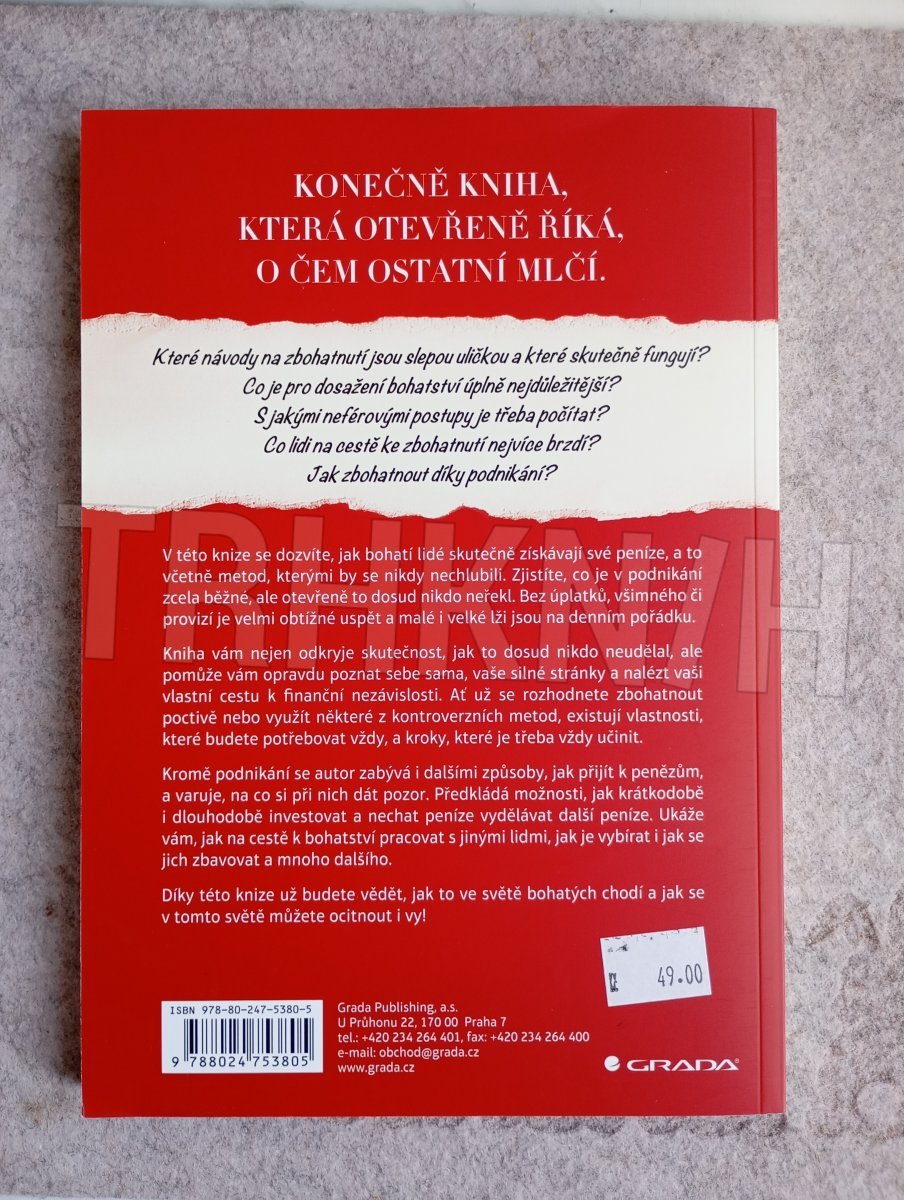 KONEČNĚ KNIHA,
KTERÁ OTEVŘENĚ ŘÍKÁ,
O ČEM OSTATNÍ MLČÍ.
Které návody na zbohatnutí jsou slepou uličkou a které skutečně fungují?
Co je pro dosažení bohatství úplně nejdůležitější?
S jakými neférovými postupy je třeba počítat?
Co lidi na cestě ke zbohatnutí nejvíce brzdí?
Jak zbohatnout díky podnikání?
V této knize se dozvíte, jak bohatí lidé skutečně získávají své peníze, a to
včetně metod, kterými by se nikdy nechlubili. Zjistíte, co je v podnikání
zcela běžné, ale otevřeně to dosud nikdo neřekl. Bez úplatků, všimného či
provizí je velmi obtížné uspět a malé i velké lži jsou na denním pořádku.
Kniha vám nejen odkryje skutečnost, jak to dosud nikdo neudělal, ale
pomůže vám opravdu poznat sebe sama, vaše silné stránky a nalézt vaši
vlastní cestu k finanční nezávislosti. Ať už se rozhodnete zbohatnout
poctivě nebo využít některé z kontroverzních metod, existují vlastnosti,
které budete potřebovat vždy, a kroky, které je třeba vždy učinit.
Kromě podnikání se autor zabývá i dalšími způsoby, jak přijít k penězům,
a varuje, na co si při nich dát pozor. Předkládá možnosti, jak krátkodobě
i dlouhodobě investovat a nechat peníze vydělávat další peníze. Ukáže
vám, jak na cestě k bohatství pracovat s jinými lidmi, jak je vybírat i jak se
jich zbavovat a mnoho dalšího.
Díky této knize už budete vědět, jak to ve světě bohatých chodí a jak se
v tomto světě můžete ocitnout i vy!
TRHKNIH
49.00
ISBN 978-80-247-5380-5
9 788024 753805
Grada Publishing, a.s.
U Průhonu 22, 170 00 Praha 7
tel.: +420 234 264 401, fax: +420 234 264 400
e-mail: obchod@grada.cz
www.grada.cz
GRADA®